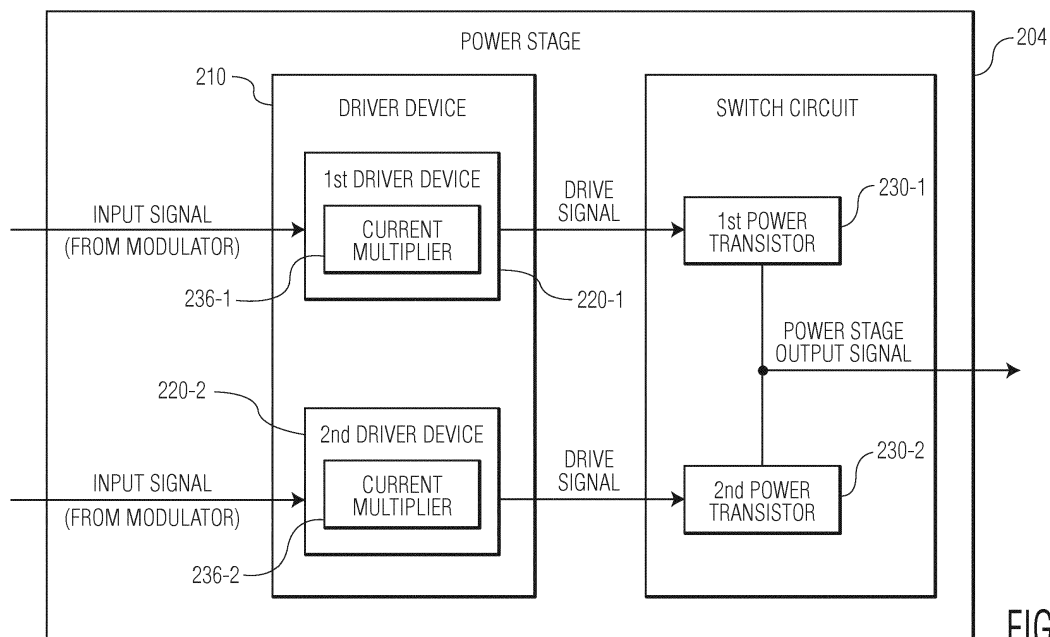 POWER STAGE
204
210
DRIVER DEVICE
SWITCH CIRCUIT
1st DRIVER DEVICE
CURRENT
MULTIPLIER
INPUT SIGNAL
(FROM MODULATOR)
DRIVE
SIGNAL
230-1
1st POWER
TRANSISTOR
236-1
220-1
POWER STAGE
OUTPUT SIGNAL
220-2
2nd DRIVER DEVICE
CURRENT
MULTIPLIER
INPUT SIGNAL
(FROM MODULATOR)
DRIVE
SIGNAL
230-2
2nd POWER
TRANSISTOR
236-2
FIG